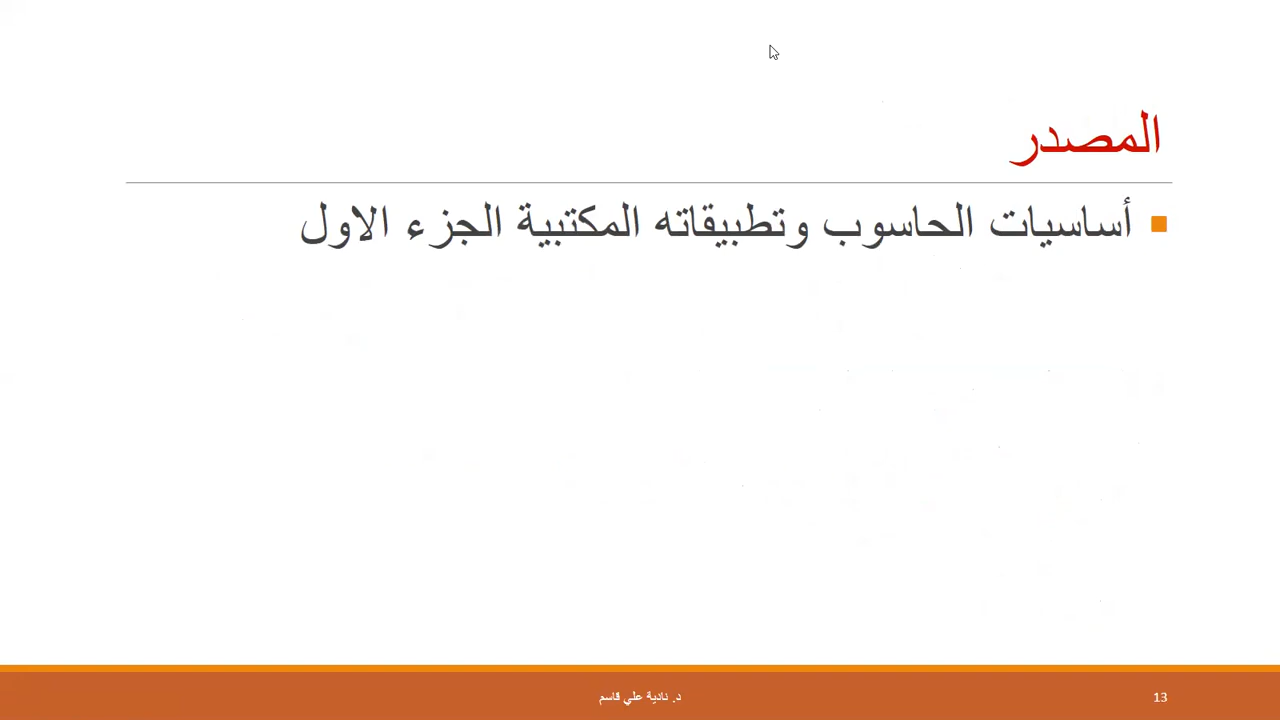 المصدر
أساسيات الحاسوب وتطبيقاته المكتبية الجزء الاول
د. نادية علي قاسم
13